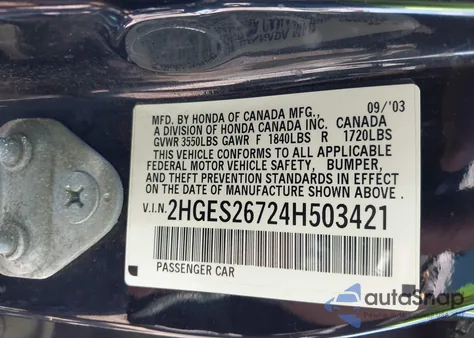 09/'03
MFD. BY HONDA OF CANADA MFG.,
A DIVISION OF HONDA CANADA INC. CANADA
GVWR 3550LBS GAWR F 1840LBS R 1720LBS
THIS VEHICLE CONFORMS TO ALL APPLICABLE
FEDERAL MOTOR VEHICLE SAFETY, BUMPER,
AND THEFT PREVENTION STANDARDS IN EFFECT
ON THE DATE OF MANUFACTURE SHOWN ABOVE.
V.I.N. 2HGES26724H503421
PASSENGER CAR
autoSnap